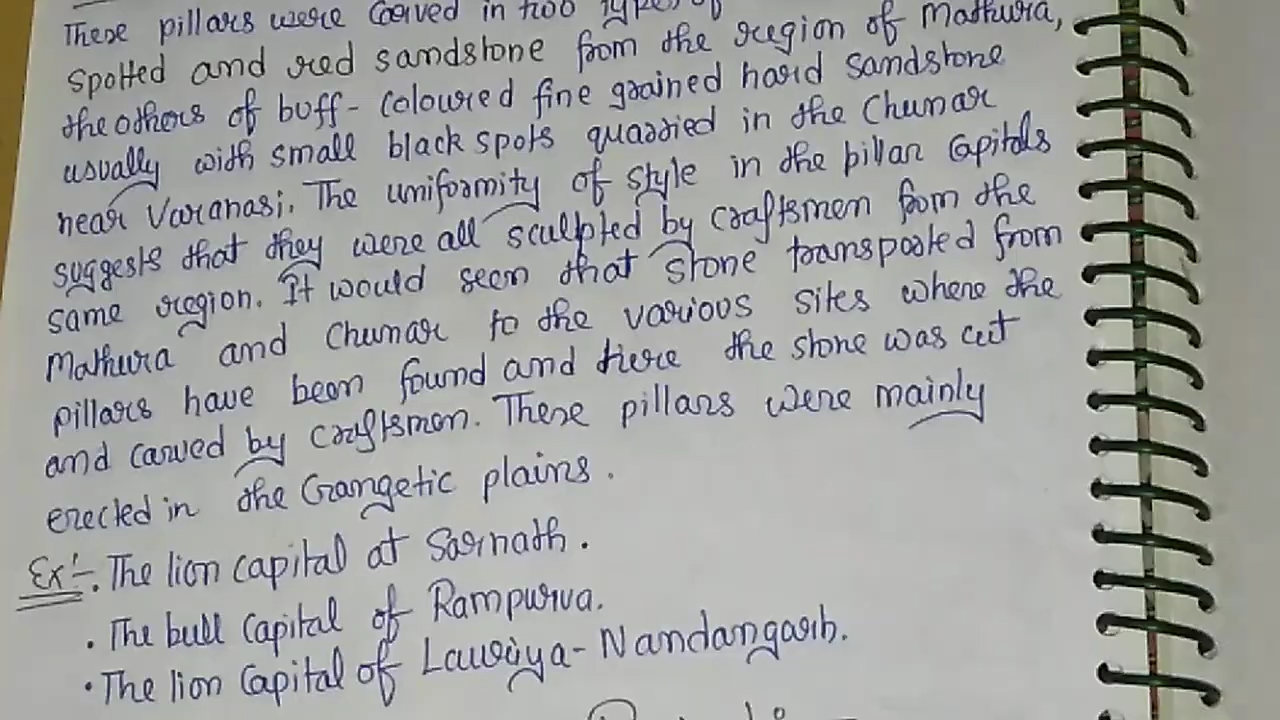 These pillars were carved in two types of
spotted and red sandstone from the region of Mathura,
the others of buff-coloured fine grained hard sandstone
usually with small black spots quarried in the Chunar
near Varanasi. The uniformity of style in the pillar capitals
suggests that they were all sculpted by craftsmen from the
same region. It would seem that stone transported from
Mathura and Chunar to the various sites where the
pillars have been found and here the stone was cut
and carved by craftsmen. These pillars were mainly
erected in the Gangetic plains.
Ex:-. The lion capital at Sarnath.
. The bull capital of Rampurva.
. The lion capital of Lauriya-Nandangarh.